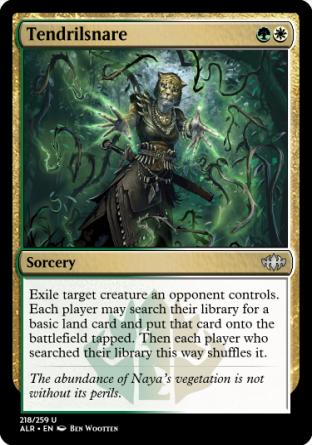 Tendrilsnare
Sorcery
Exile target creature an opponent controls.
Each player may search their library for a
basic land card and put that card onto the
battlefield tapped. Then each player who
searched their library this way shuffles it.
The abundance of Naya's vegetation is not
without its perils.
218/259 U
ALR • EN BEN WOOTTEN